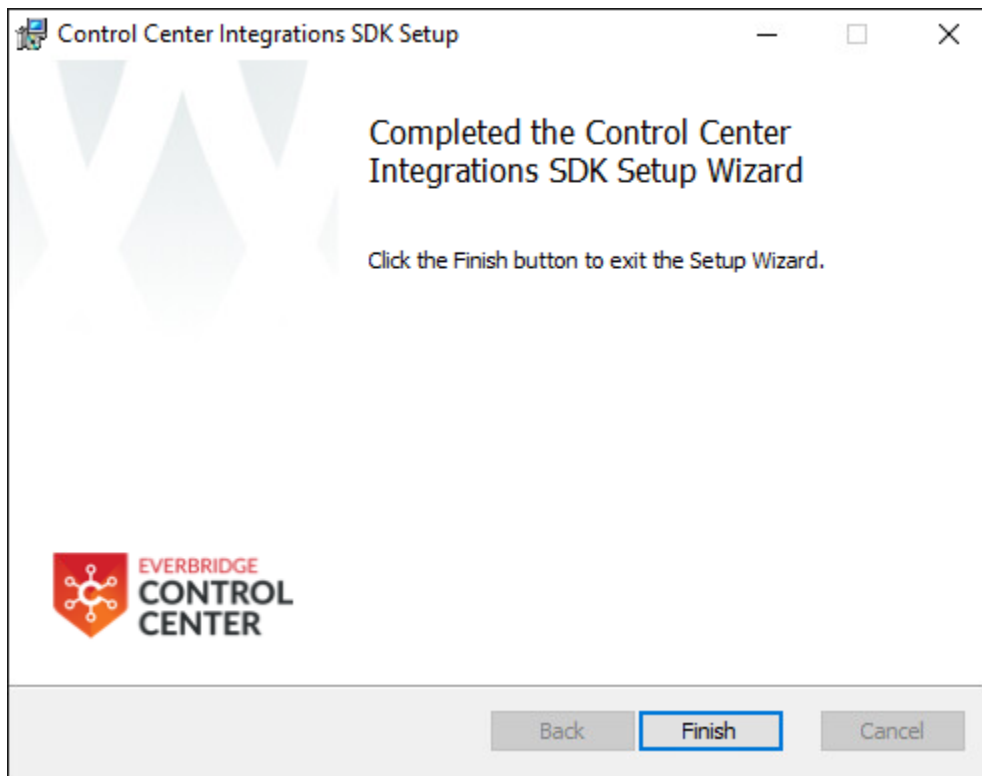 Control Center Integrations SDK Setup
Completed the Control Center
Integrations SDK Setup Wizard
Click the Finish button to exit the Setup Wizard.
EVERBRIDGE
CONTROL
CENTER
Back Finish Cancel